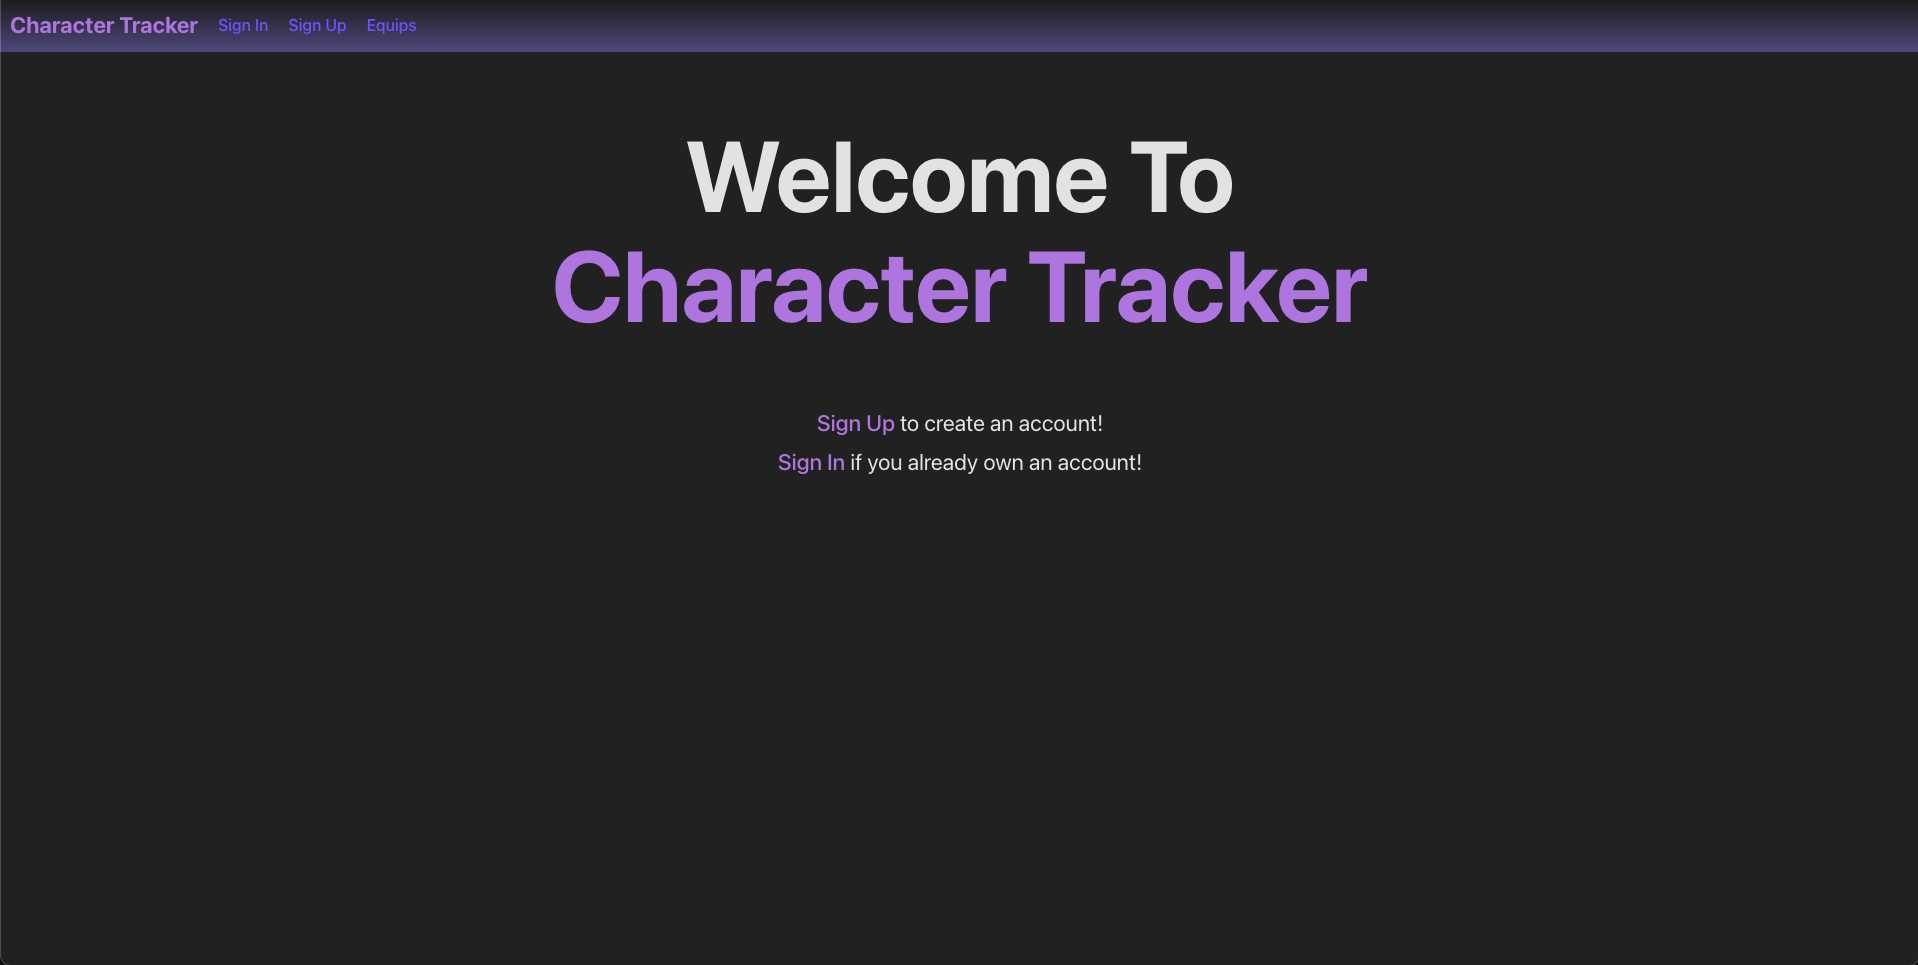 Character Tracker Sign In Sign Up Equips
Welcome To
Character Tracker
Sign Up to create an account!
Sign In if you already own an account!